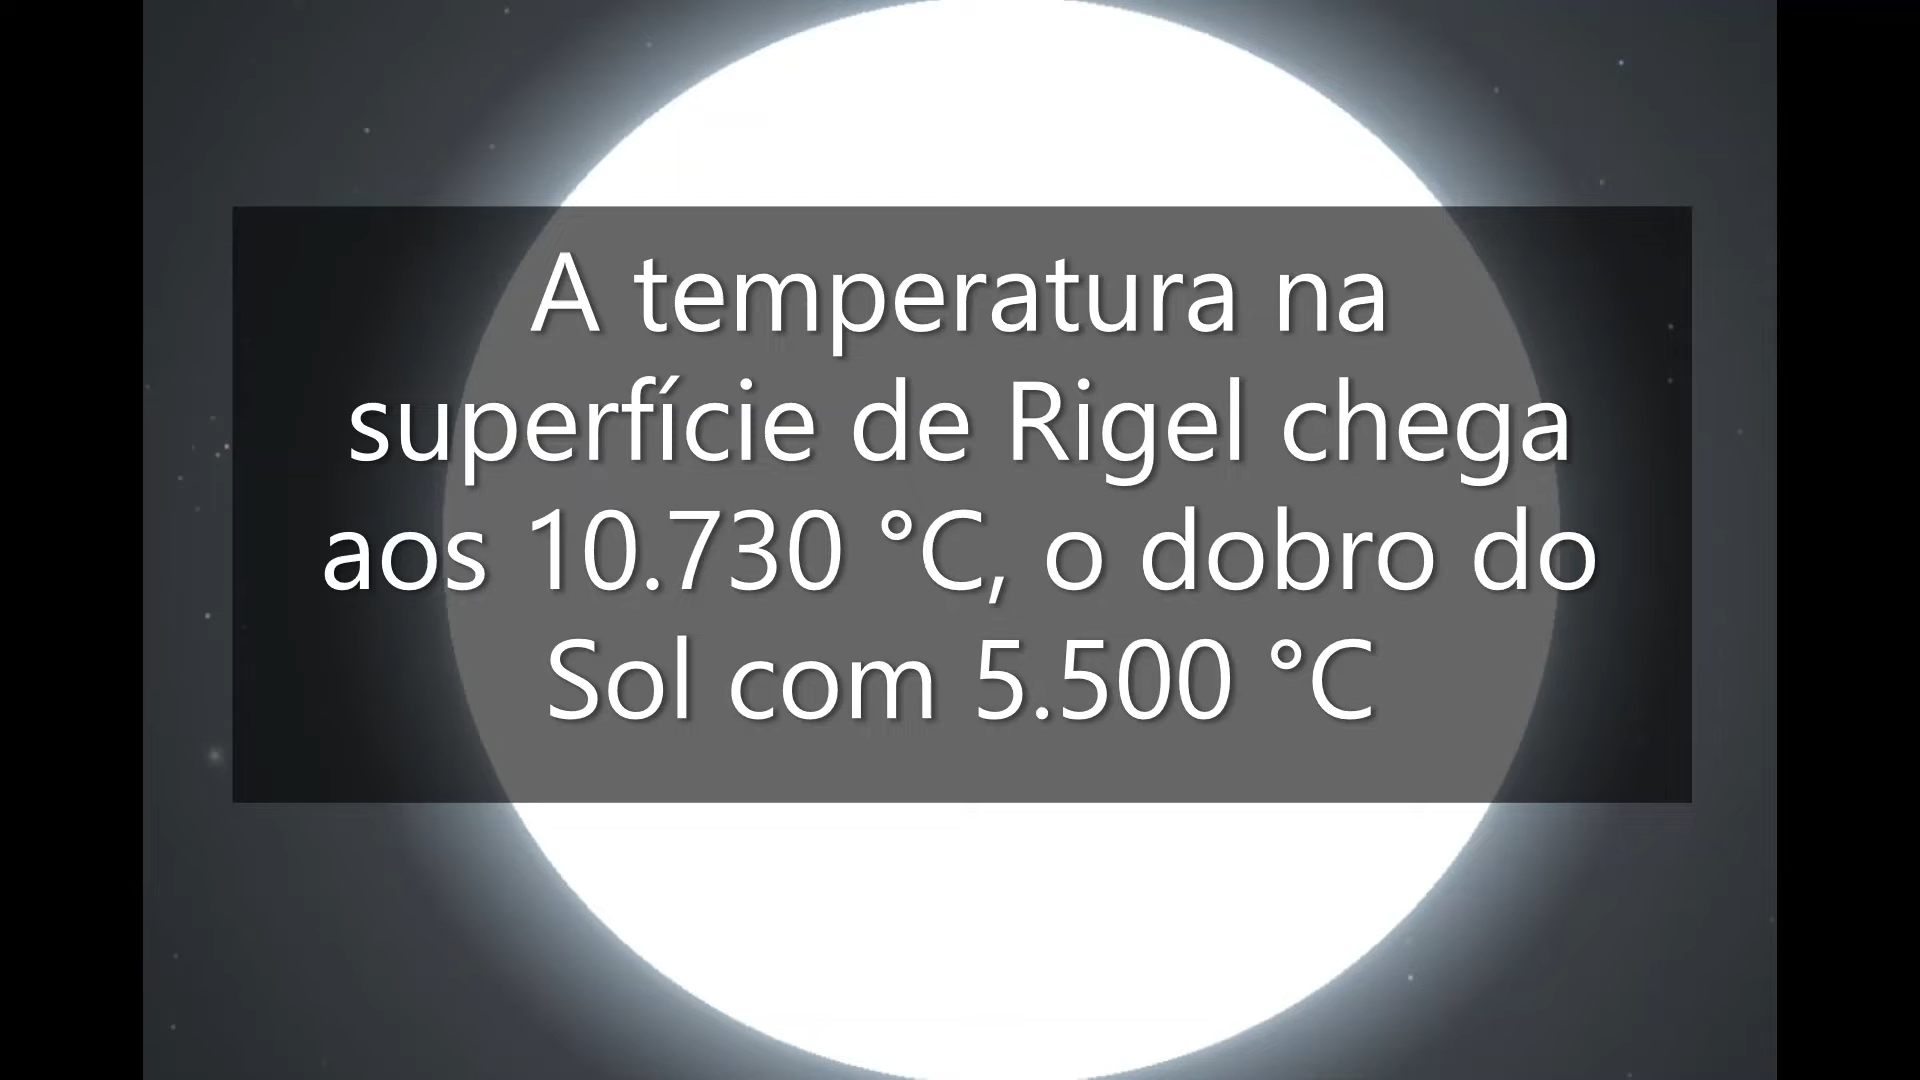 A temperatura na
superfície de Rigel chega
aos 10.730 °C, o dobro do
Sol com 5.500 °C